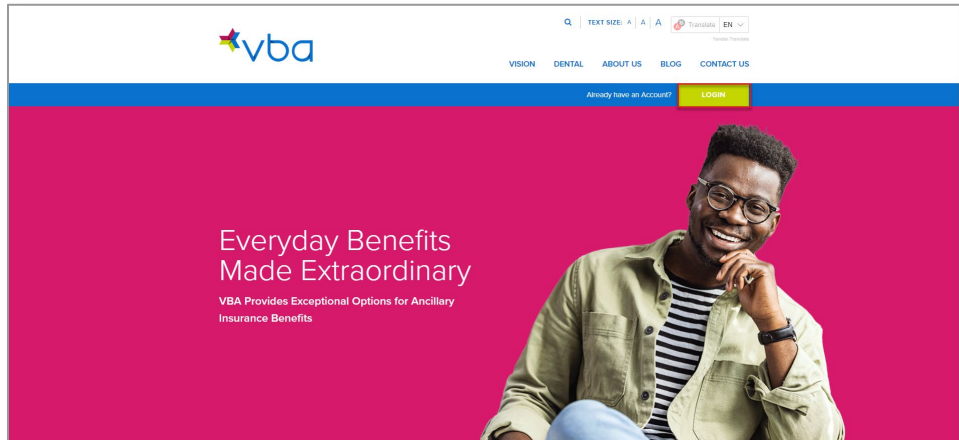 vba
TEXT SIZE: A A A
Translate EN
VISION DENTAL ABOUT US BLOG CONTACT US
Already have an Account? LOGIN
Everyday Benefits
Made Extraordinary
VBA Provides Exceptional Options for Ancillary
Insurance Benefits